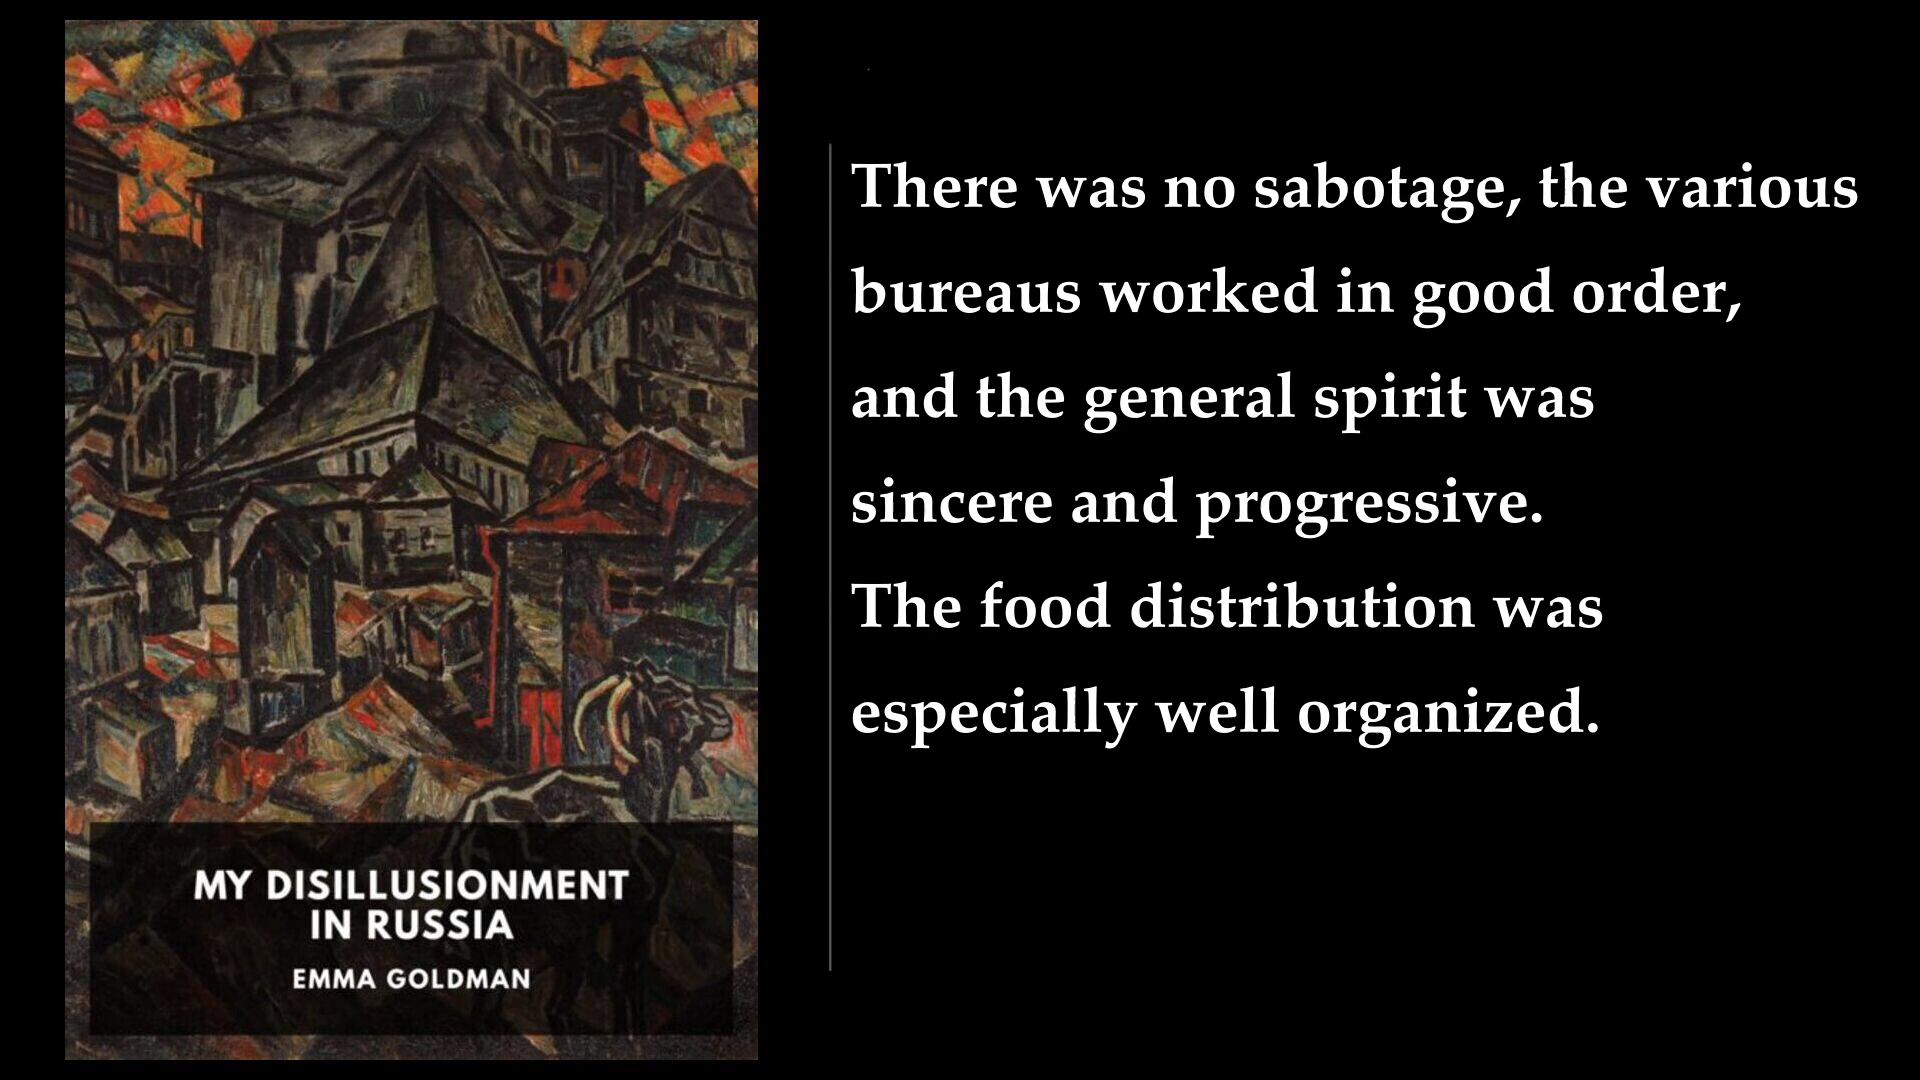 MY DISILLUSIONMENT
IN RUSSIA
EMMA GOLDMAN
There was no sabotage, the various
bureaus worked in good order,
and the general spirit was
sincere and progressive.
The food distribution was
especially well organized.